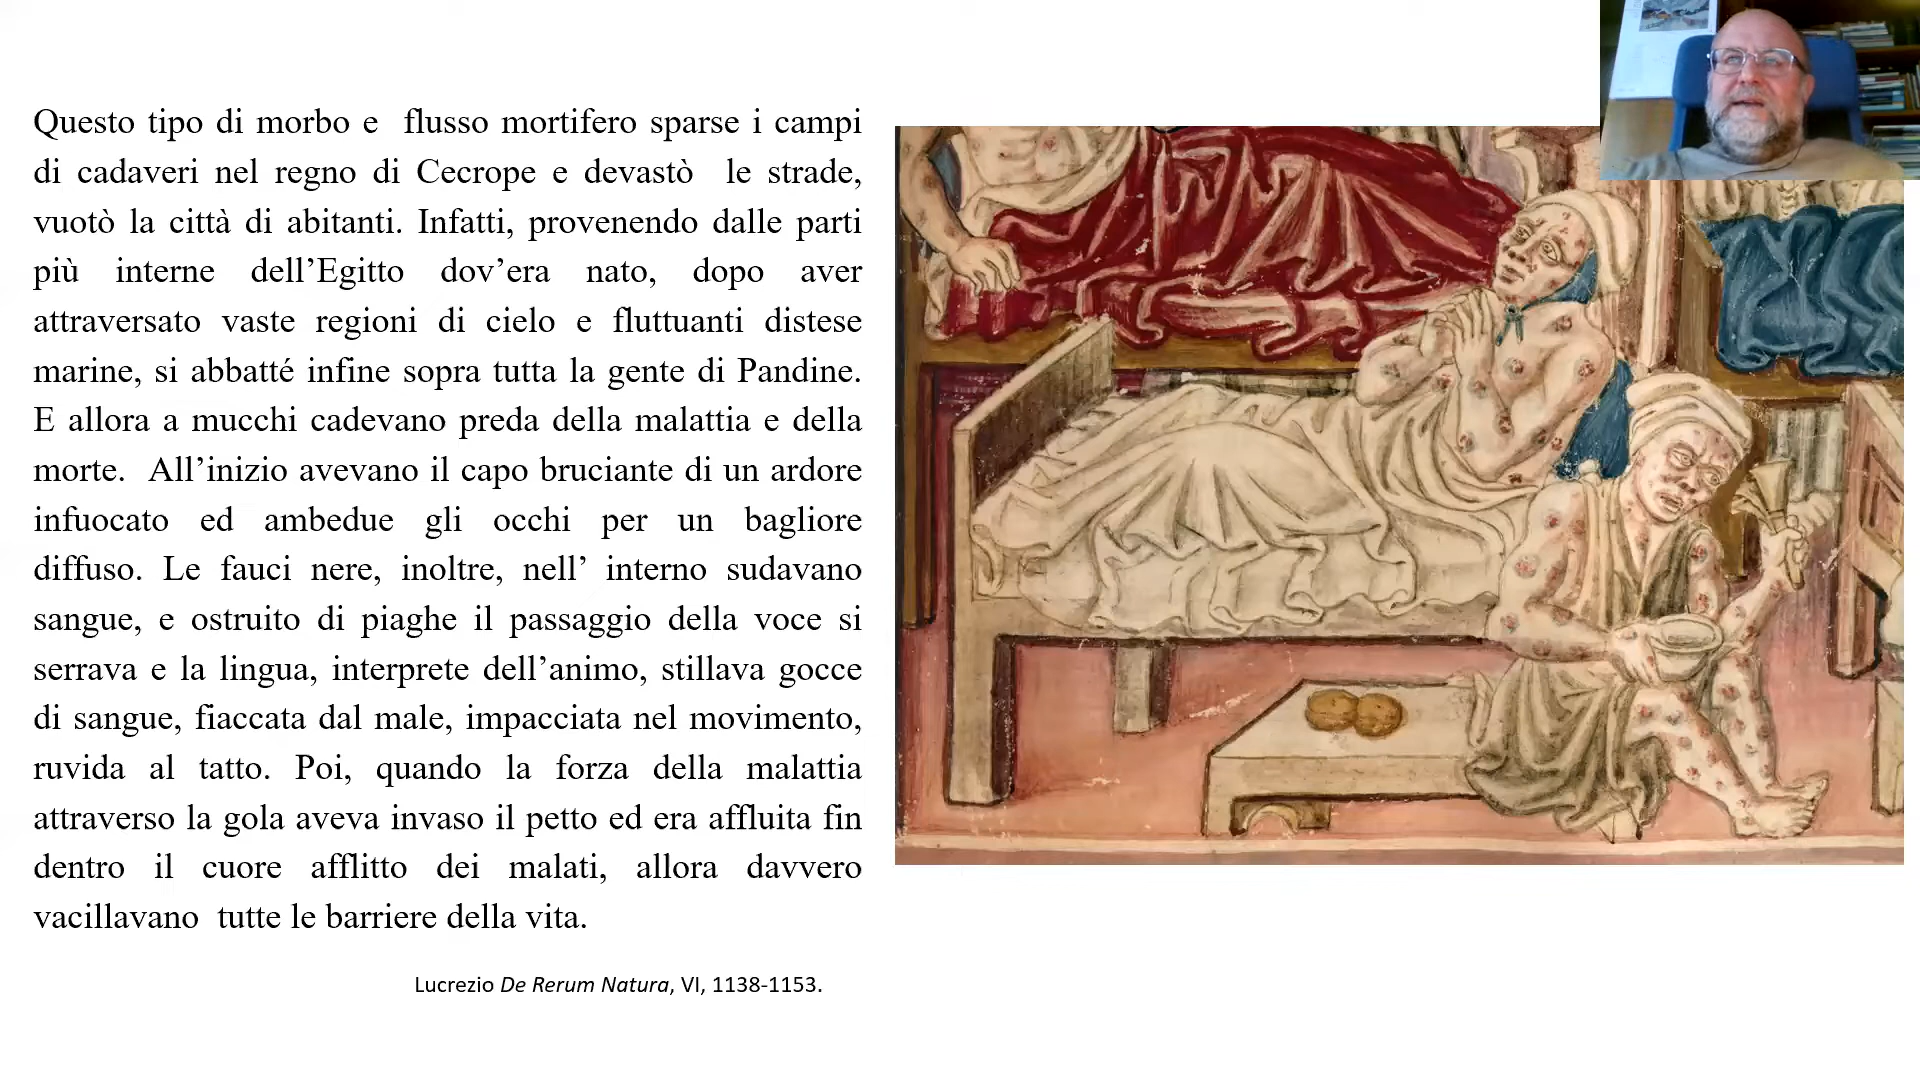 Questo tipo di morbo e flusso mortifero sparse i campi
di cadaveri nel regno di Cecrope e devastò le strade,
vuotò la città di abitanti. Infatti, provenendo dalle parti
più interne dell’Egitto dov’era nato, dopo aver
attraversato vaste regioni di cielo e fluttuanti distese
marine, si abbatté infine sopra tutta la gente di Pandine.
E allora a mucchi cadevano preda della malattia e della
morte. All’inizio avevano il capo bruciante di un ardore
infuocato ed ambedue gli occhi per un bagliore
diffuso. Le fauci nere, inoltre, nell’ interno sudavano
sangue, e ostruito di piaghe il passaggio della voce si
serrava e la lingua, interprete dell’animo, stillava gocce
di sangue, fiaccata dal male, impacciata nel movimento,
ruvida al tatto. Poi, quando la forza della malattia
attraverso la gola aveva invaso il petto ed era affluita fin
dentro il cuore afflitto dei malati, allora davvero
vacillavano tutte le barriere della vita.
Lucrezio De Rerum Natura, VI, 1138-1153.